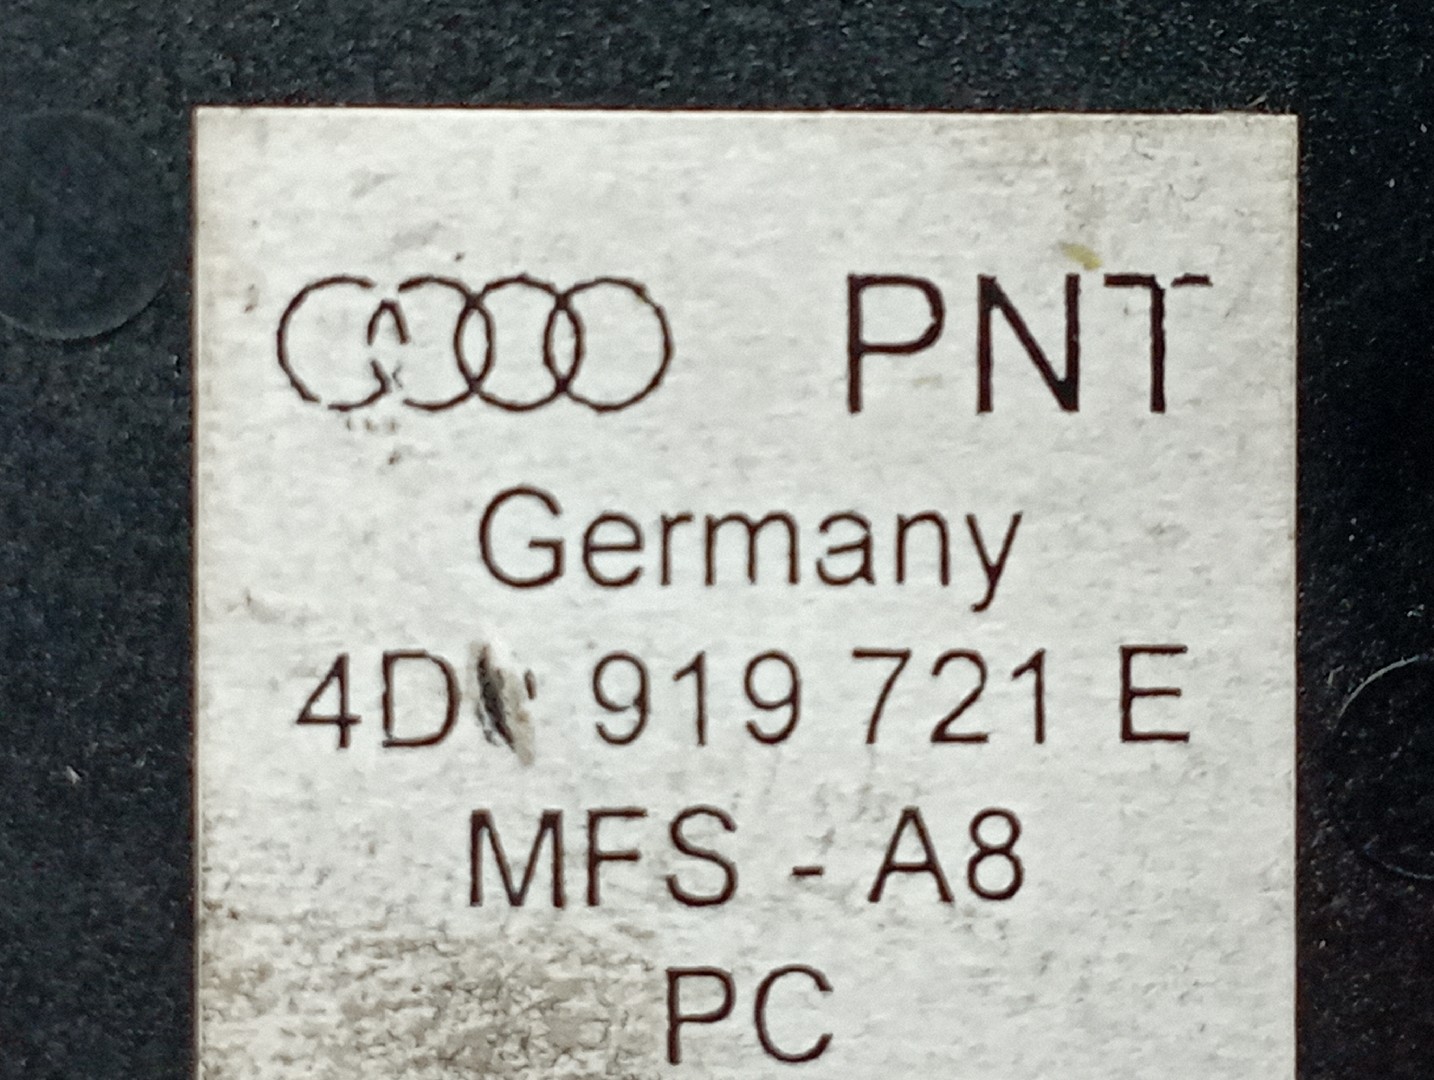 PNT
Germany
919 721 E
MFS - A8
PC